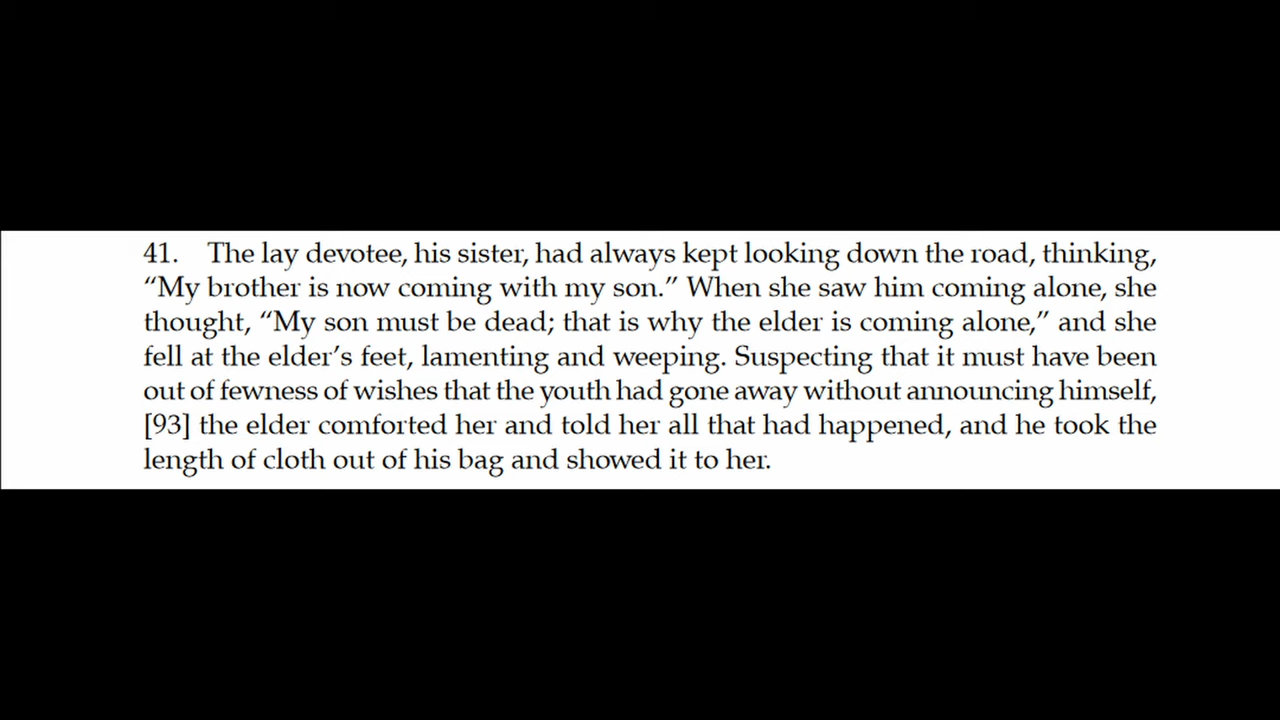 41. The lay devotee, his sister, had always kept looking down the road, thinking,
“My brother is now coming with my son.” When she saw him coming alone, she
thought, “My son must be dead; that is why the elder is coming alone,” and she
fell at the elder’s feet, lamenting and weeping. Suspecting that it must have been
out of fewness of wishes that the youth had gone away without announcing himself,
[93] the elder comforted her and told her all that had happened, and he took the
length of cloth out of his bag and showed it to her.